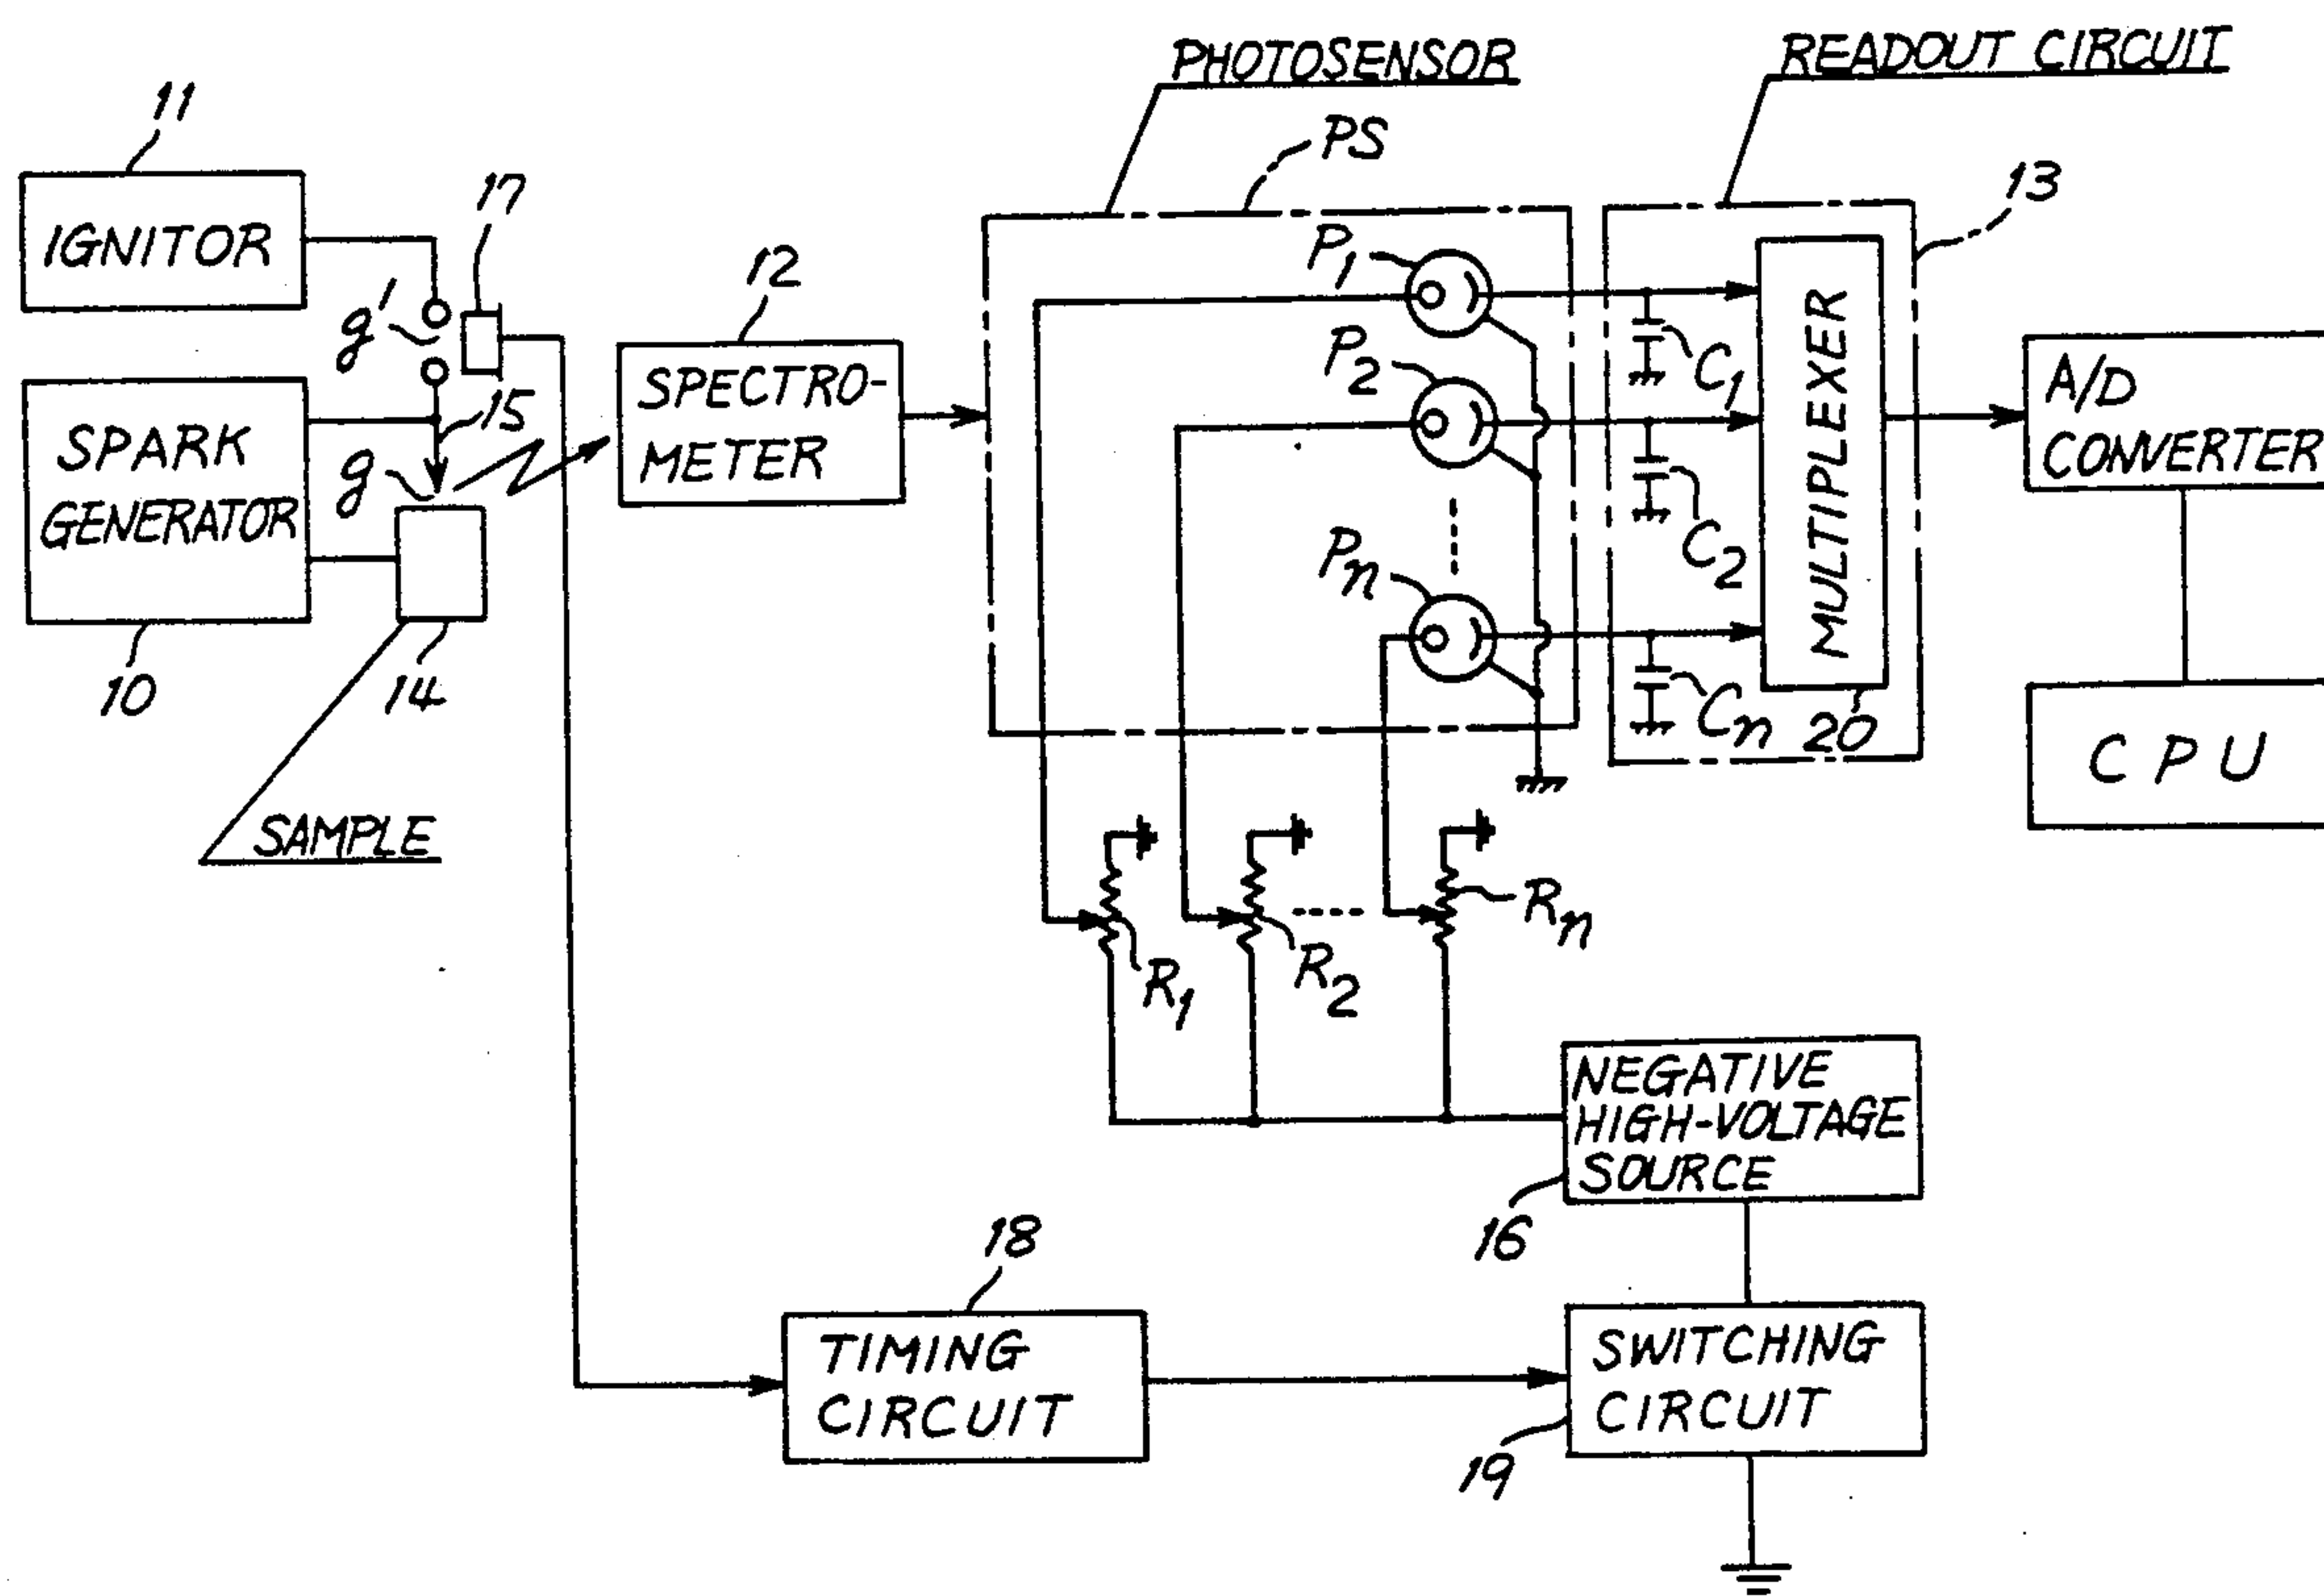 PHOTOSENSOR
READOUT CIRCUIT
11
17
PS
13
IGNITOR
g'
12
P1
C1
SPECTRO-
METER
15
SPARK
GENERATOR
g
P2
C2
Pn
Cn
MULTIPLEXER
20
A/D
CONVERTER
CPU
10
14
SAMPLE
R1
R2
Rn
NEGATIVE
HIGH-VOLTAGE
SOURCE
16
18
TIMING
CIRCUIT
SWITCHING
CIRCUIT
19